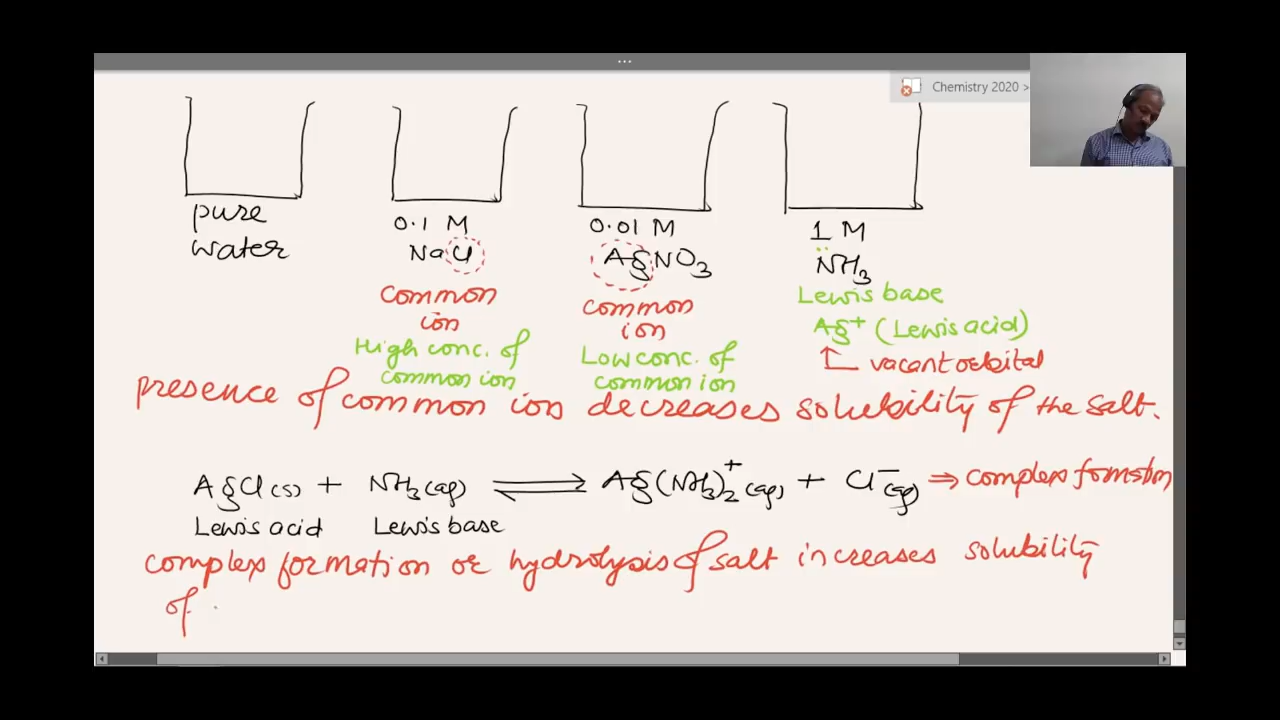 Chemistry 2020 >
pure
water
0.1 M
NaCl
common
ion
High conc. of
common ion
0.01 M
AgNO3
common
ion
Low conc. of
common ion
1 M
N̈H3
Lewis base
Ag+ (Lewis acid)
vacant orbital
presence of common ion decreases solubility of the salt.
AgCl(s) + NH3(aq) ⇌ Ag(NH3)2+(aq) + Cl−(aq) ⇒ complex formation
Lewis acid Lewis base
complex formation or hydrolysis of salt increases solubility
of